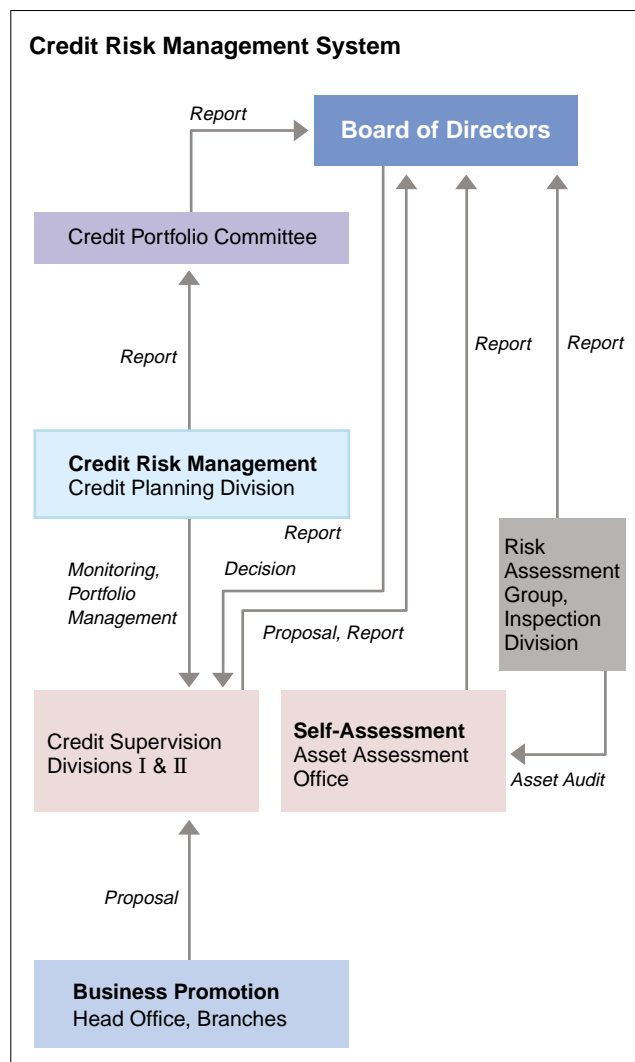 Credit Risk Management System
Report
Board of Directors
Credit Portfolio Committee
Report
Report
Report
Credit Risk Management
Credit Planning Division
Report
Monitoring,
Portfolio
Management
Decision
Proposal, Report
Risk
Assessment
Group,
Inspection
Division
Credit Supervision
Divisions I & II
Self-Assessment
Asset Assessment
Office
Asset Audit
Proposal
Business Promotion
Head Office, Branches